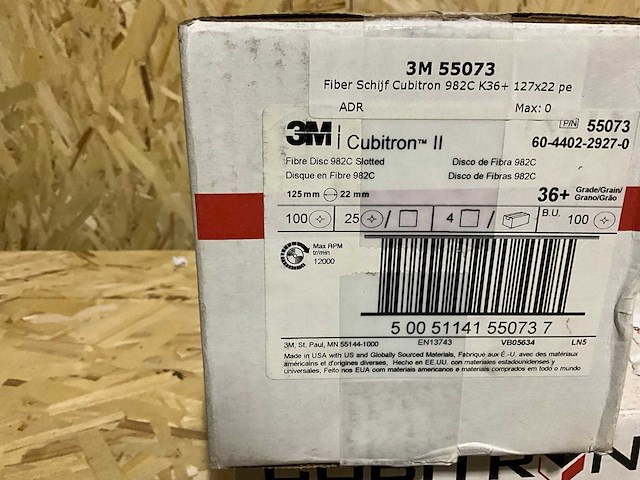 3M 55073
Fiber Schijf Cubitron 982C K36+ 127x22 pe
ADR Max: 0
P/N 55073
3M Cubitron™ II 60-4402-2927-0
Fibre Disc 982C Slotted Disco de Fibra 982C
Disque en Fibre 982C Disco de Fibras 982C
125 mm 22 mm 36+ Grade/Grain/
Grano/Grão
100 25 / 4 / B.U. 100
Max RPM
tr/min
12000
5 00 51141 55073 7
3M, St. Paul, MN 55144-1000 EN13743 VB05634 LN5
Made in USA with US and Globally Sourced Materials, Fabriqué aux É.-U. avec des matériaux
américains et d'origines diverses, Hecho en EE.UU. con materiales estadounidenses y
universales, Feito nos EUA com materiais americanos e materiais comprados em todo o mundo
CUBITRON